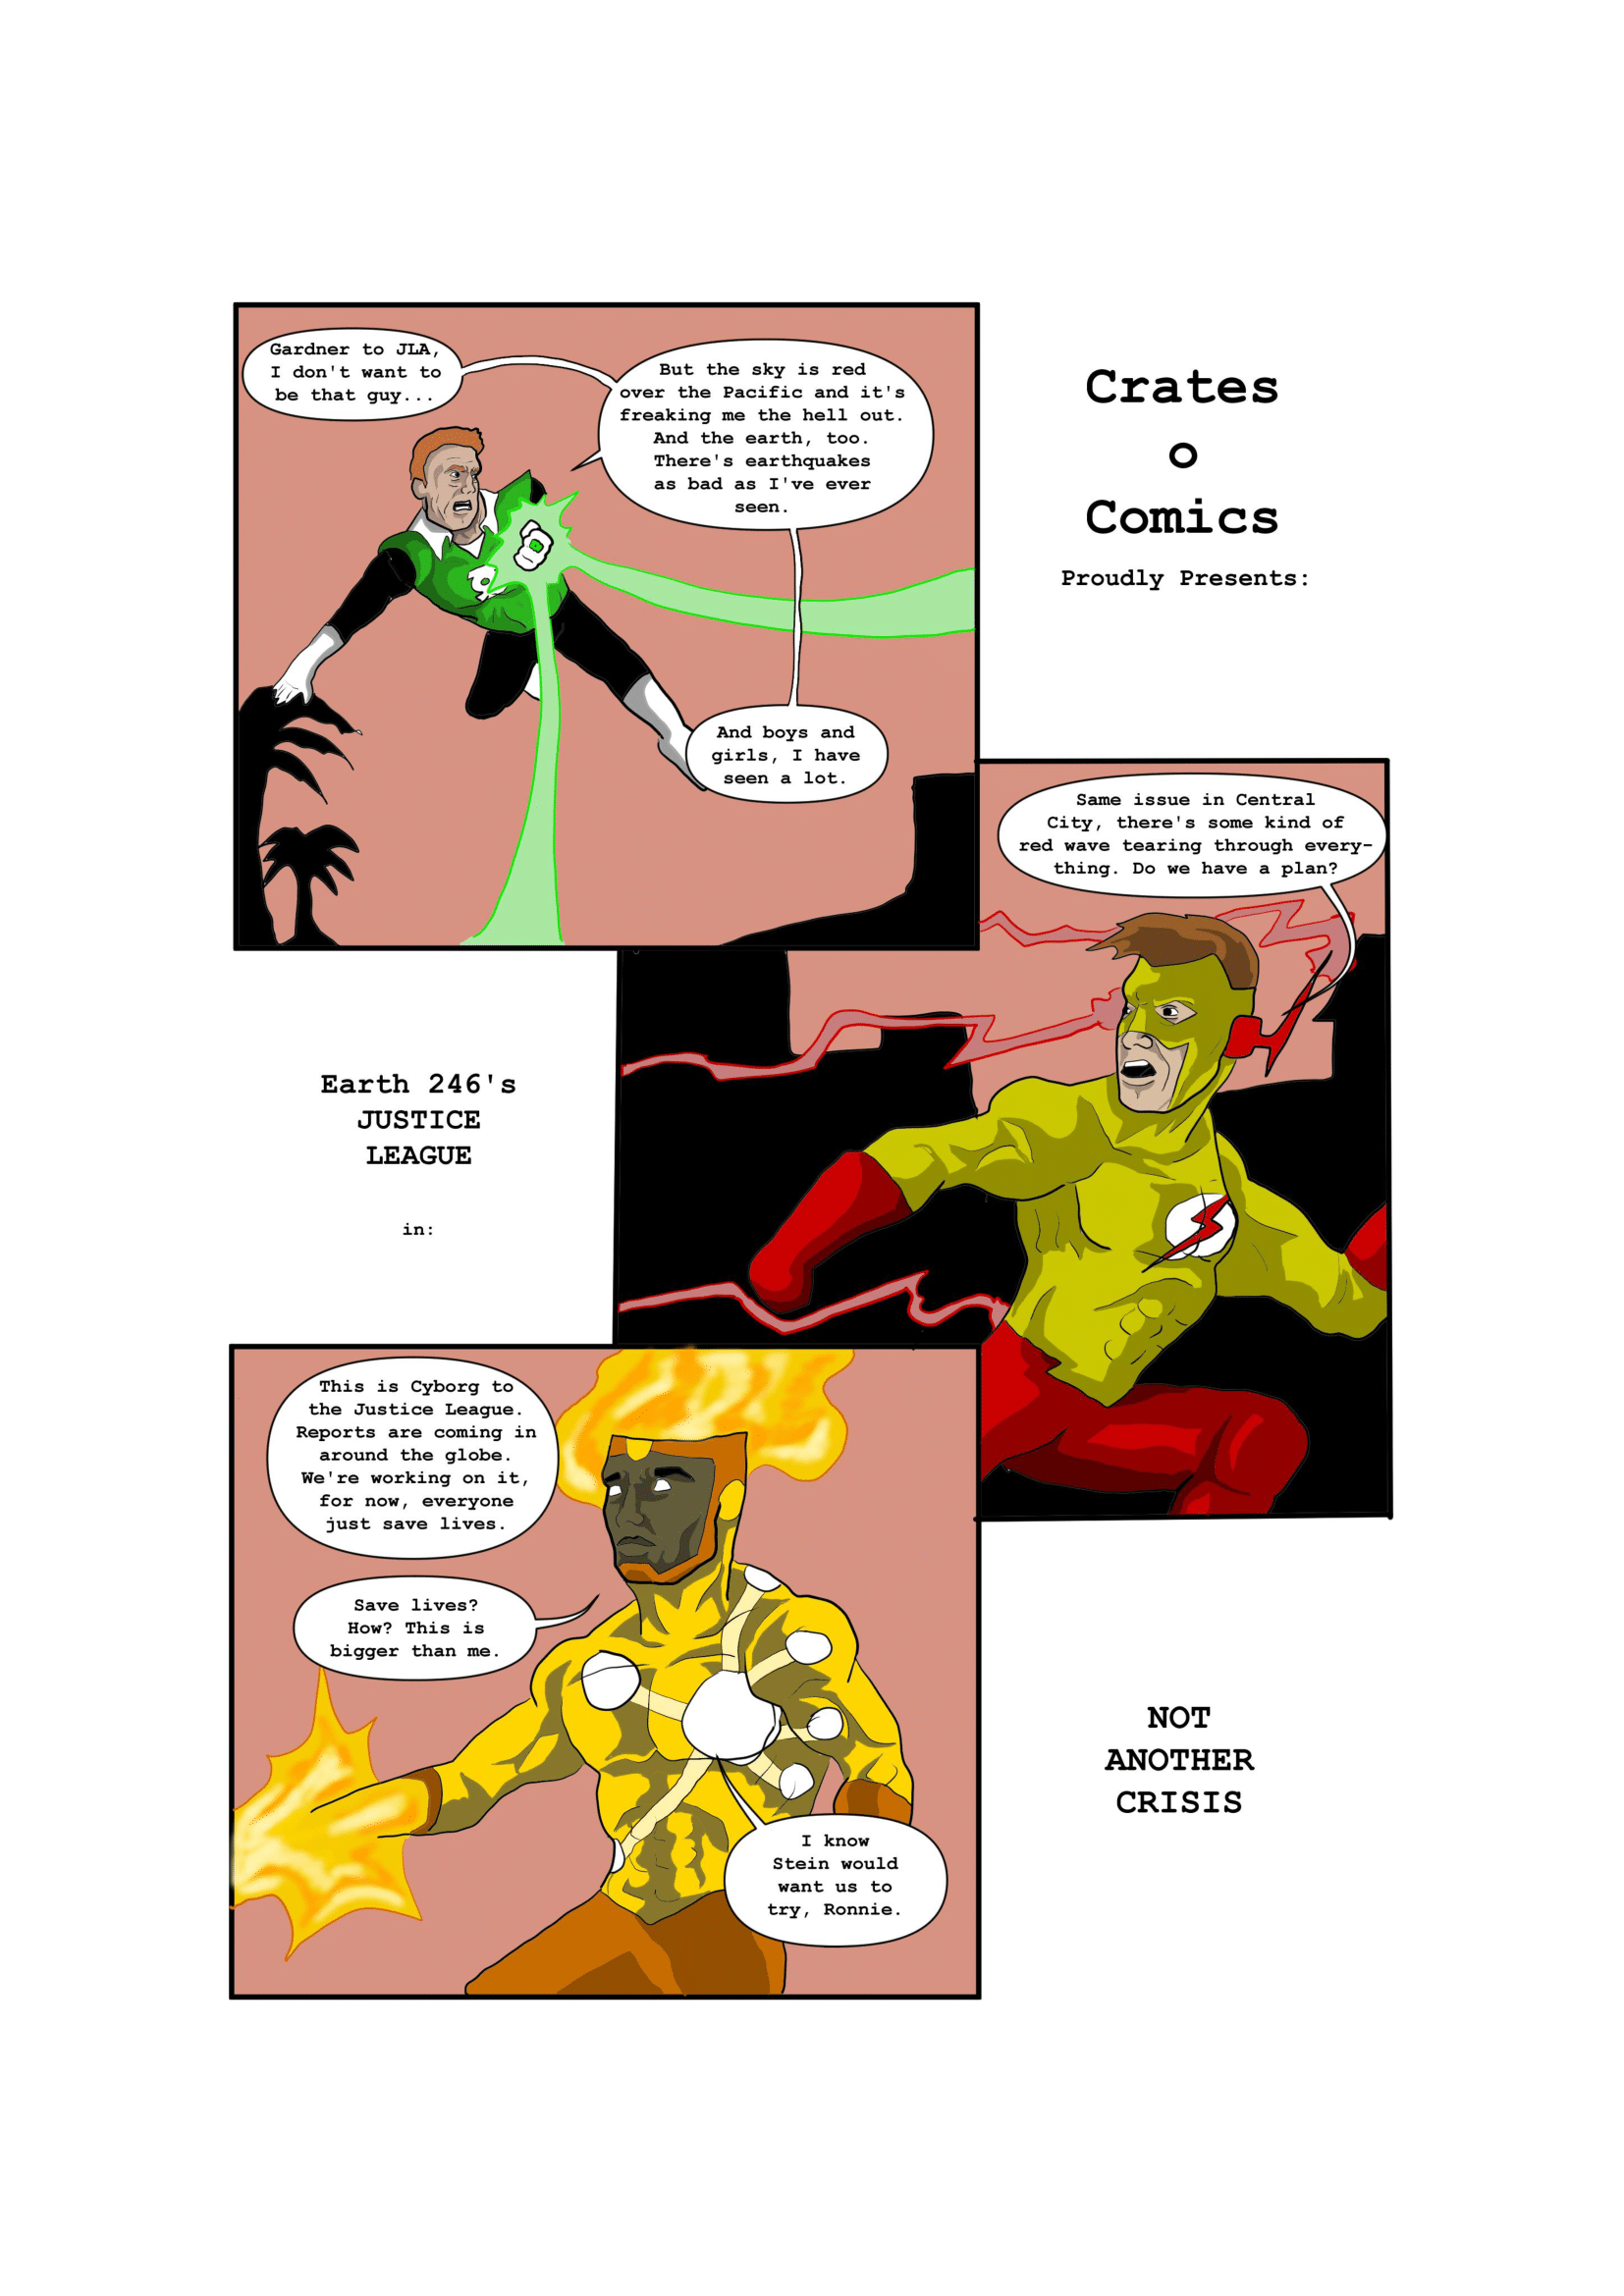 Gardner to JLA,
I don't want to
be that guy...
But the sky is red
over the Pacific and it's
freaking me the hell out.
And the earth, too.
There's earthquakes
as bad as I've ever
seen.
And boys and
girls, I have
seen a lot.
Crates
o
Comics
Proudly Presents:
Same issue in Central
City, there's some kind of
red wave tearing through every-
thing. Do we have a plan?
Earth 246's
JUSTICE
LEAGUE
in:
This is Cyborg to
the Justice League.
Reports are coming in
around the globe.
We're working on it,
for now, everyone
just save lives.
Save lives?
How? This is
bigger than me.
I know
Stein would
want us to
try, Ronnie.
NOT
ANOTHER
CRISIS